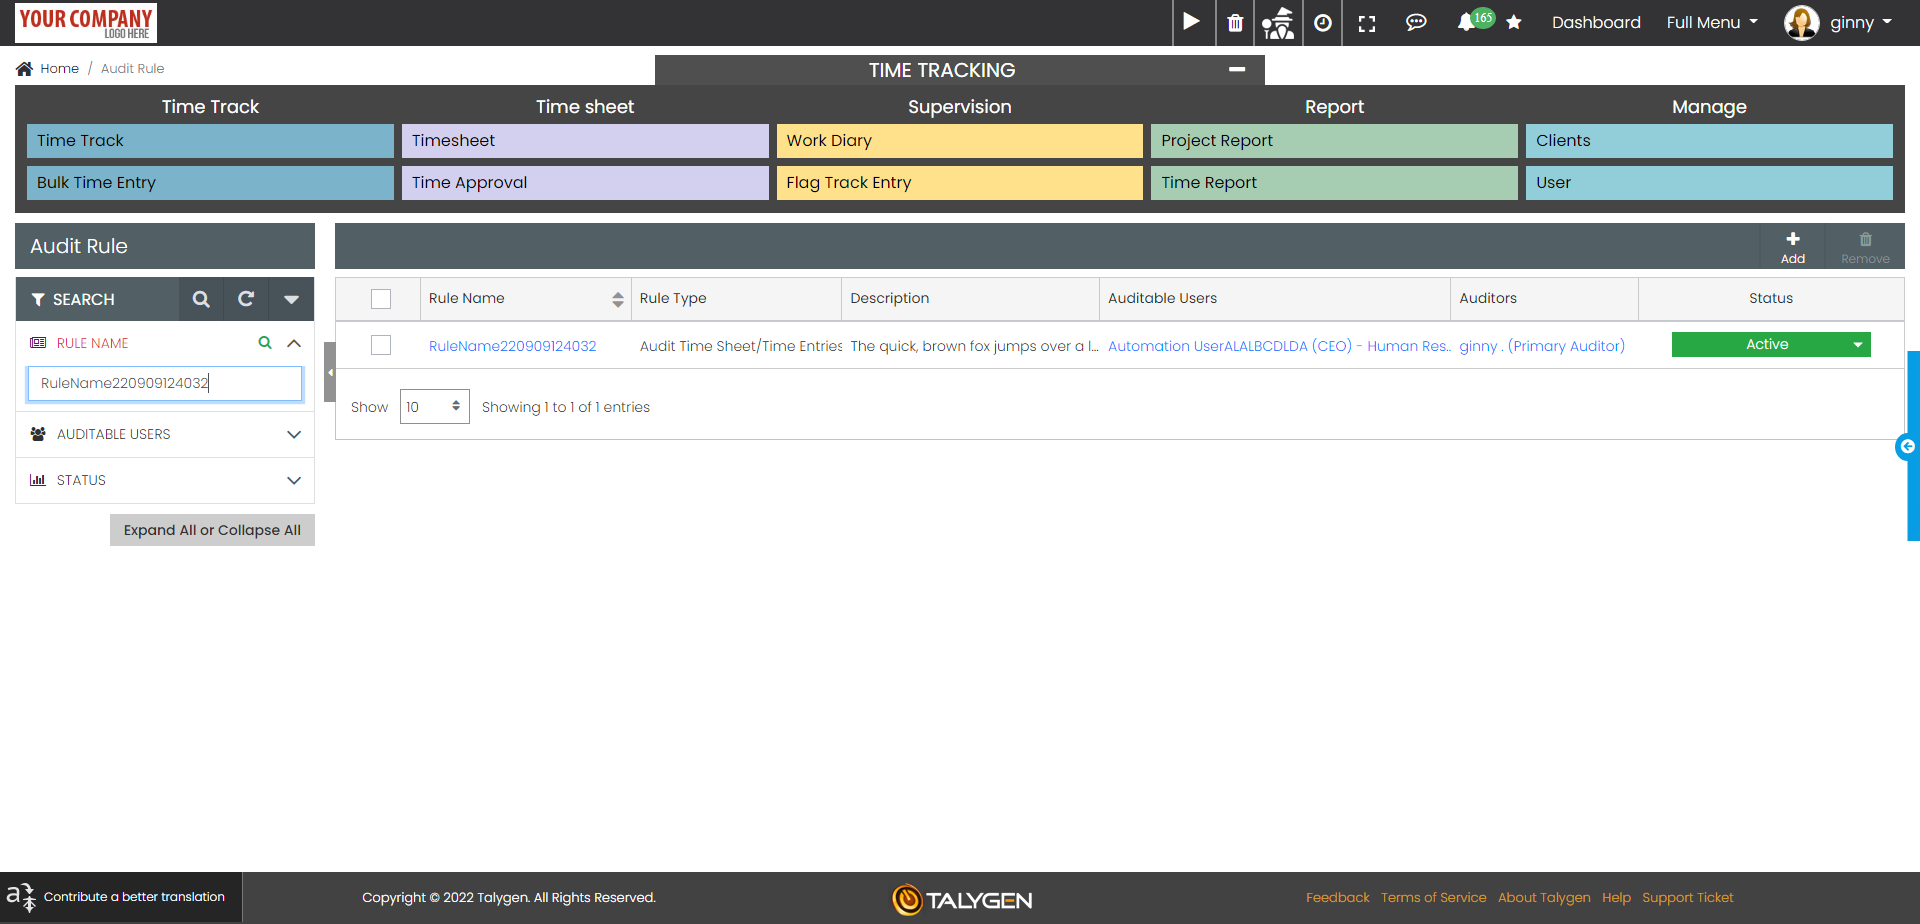 YOUR COMPANY
LOGO HERE
165
Dashboard
Full Menu
ginny
Home / Audit Rule
TIME TRACKING
Time Track
Time sheet
Supervision
Report
Manage
Time Track
Timesheet
Work Diary
Project Report
Clients
Bulk Time Entry
Time Approval
Flag Track Entry
Time Report
User
Audit Rule
Add
Remove
SEARCH
RULE NAME
RuleName220909124032
AUDITABLE USERS
STATUS
Expand All or Collapse All
Rule Name
Rule Type
Description
Auditable Users
Auditors
Status
RuleName220909124032
Audit Time Sheet/Time Entries
The quick, brown fox jumps over a l...
Automation UserALALBCDLDA (CEO) - Human Res...
ginny . (Primary Auditor)
Active
Show 10 Showing 1 to 1 of 1 entries
Contribute a better translation
Copyright © 2022 Talygen. All Rights Reserved.
TALYGEN
Feedback Terms of Service About Talygen Help Support Ticket